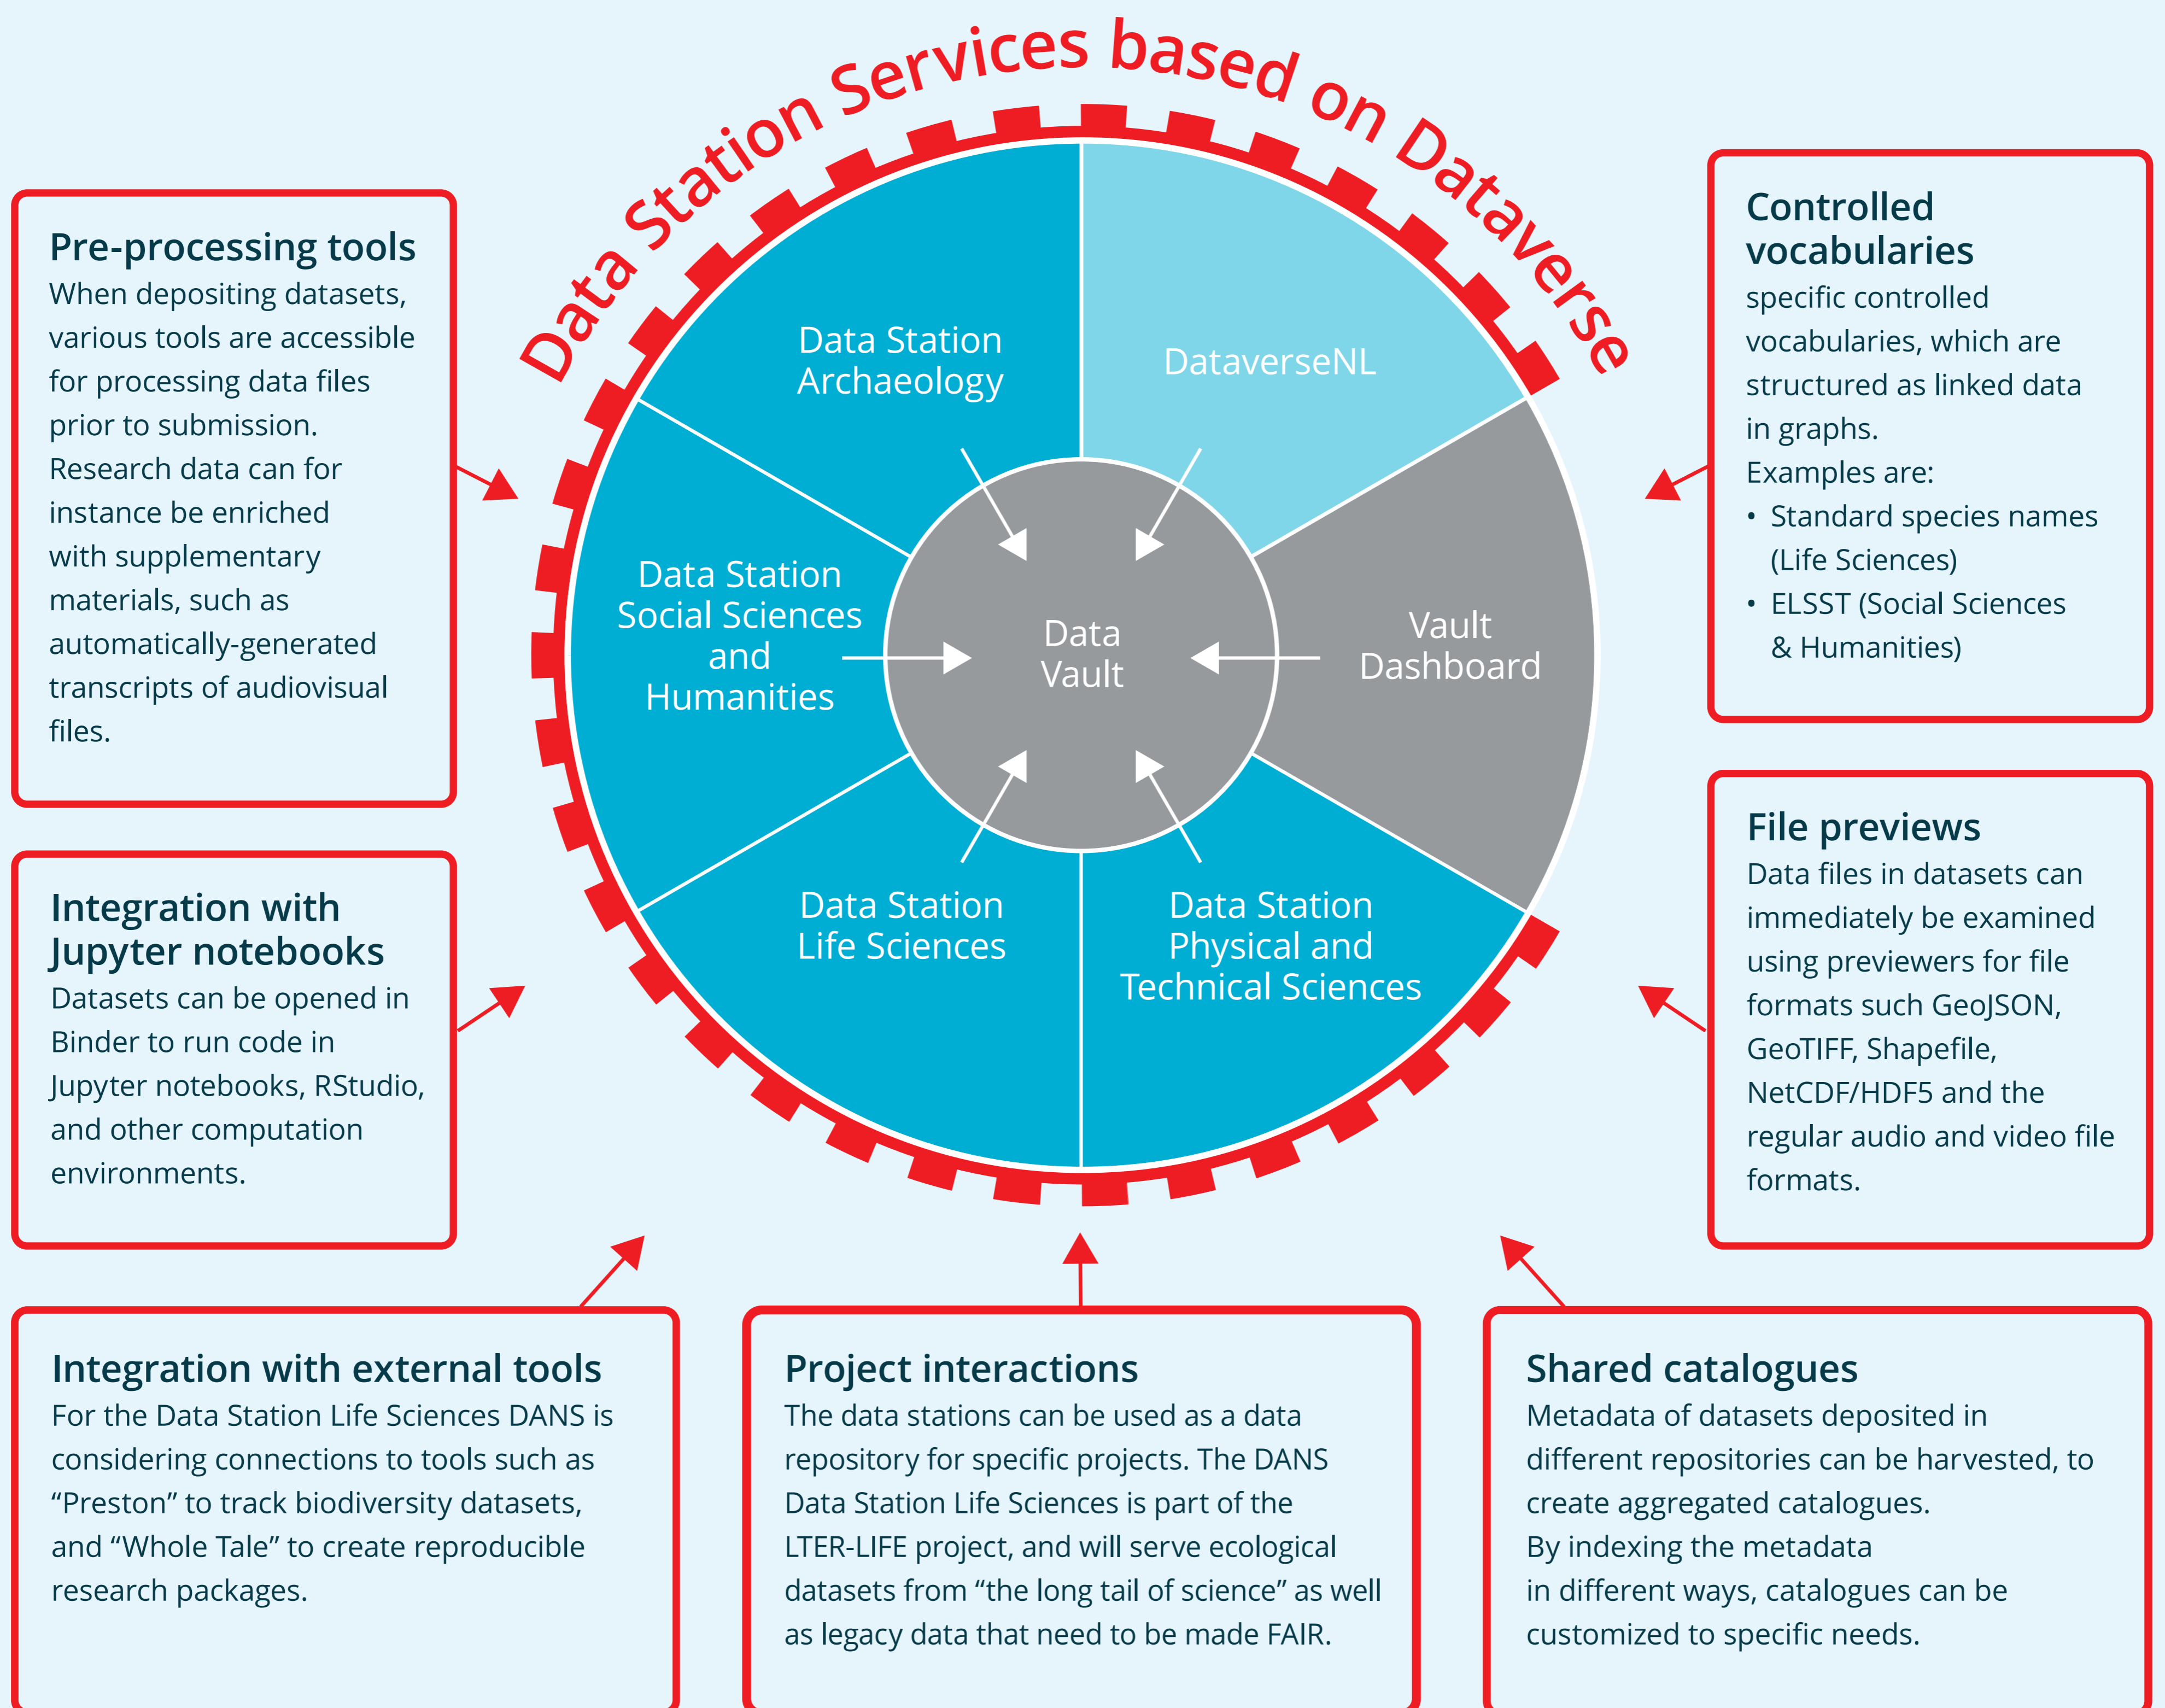 Data Station Services based on Dataverse
Pre-processing tools
When depositing datasets,
various tools are accessible
for processing data files
prior to submission.
Research data can for
instance be enriched
with supplementary
materials, such as
automatically-generated
transcripts of audiovisual
files.
Integration with
Jupyter notebooks
Datasets can be opened in
Binder to run code in
Jupyter notebooks, RStudio,
and other computation
environments.
Data Station
Archaeology
DataverseNL
Data Station
Social Sciences
and
Humanities
Data
Vault
Vault
Dashboard
Data Station
Life Sciences
Data Station
Physical and
Technical Sciences
Controlled
vocabularies
specific controlled
vocabularies, which are
structured as linked data
in graphs.
Examples are:
• Standard species names
(Life Sciences)
• ELSST (Social Sciences
& Humanities)
File previews
Data files in datasets can
immediately be examined
using previewers for file
formats such GeoJSON,
GeoTIFF, Shapefile,
NetCDF/HDF5 and the
regular audio and video file
formats.
Integration with external tools
For the Data Station Life Sciences DANS is
considering connections to tools such as
“Preston” to track biodiversity datasets,
and “Whole Tale” to create reproducible
research packages.
Project interactions
The data stations can be used as a data
repository for specific projects. The DANS
Data Station Life Sciences is part of the
LTER-LIFE project, and will serve ecological
datasets from “the long tail of science” as well
as legacy data that need to be made FAIR.
Shared catalogues
Metadata of datasets deposited in
different repositories can be harvested, to
create aggregated catalogues.
By indexing the metadata
in different ways, catalogues can be
customized to specific needs.